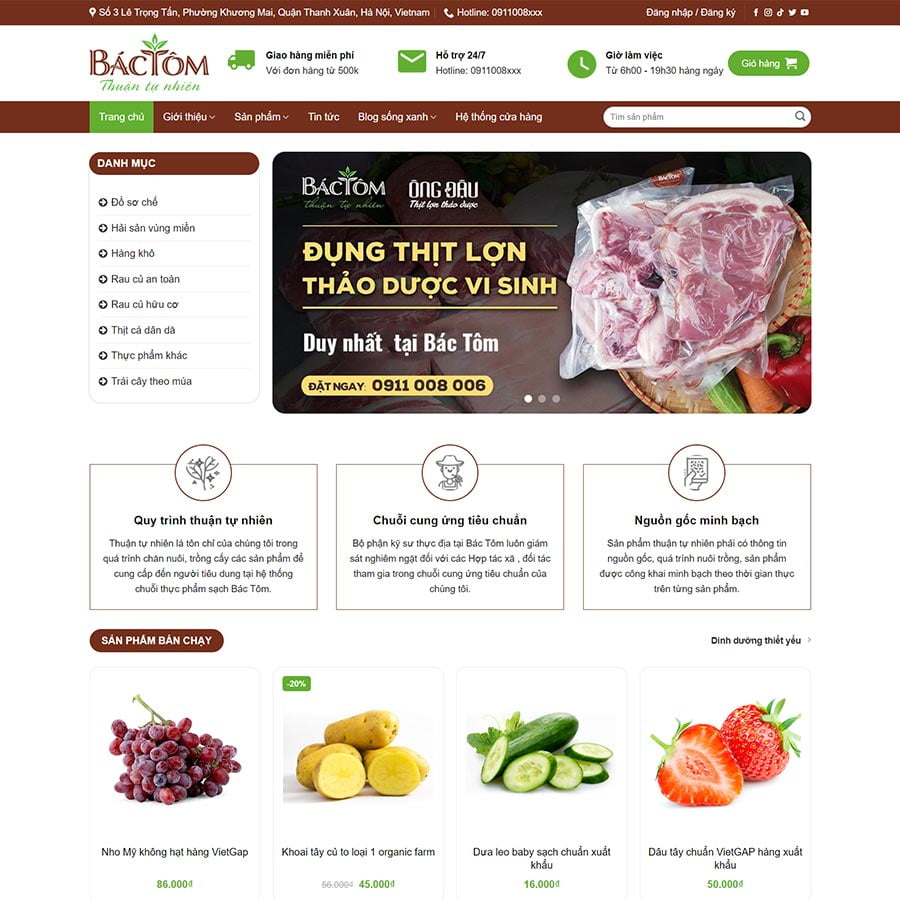 Số 3 Lê Trọng Tấn, Phường Khương Mai, Quận Thanh Xuân, Hà Nội, Vietnam
Hotline: 0911008xxx
Đăng nhập / Đăng ký
BÁCTÔM
Thuận tự nhiên
Giao hàng miễn phí
Với đơn hàng từ 500k
Hỗ trợ 24/7
Hotline: 0911008xxx
Giờ làm việc
Từ 6h00 - 19h30 hàng ngày
Giỏ hàng
Trang chủ
Giới thiệu
Sản phẩm
Tin tức
Blog sống xanh
Hệ thống cửa hàng
Tìm sản phẩm
DANH MỤC
Đồ sơ chế
Hải sản vùng miền
Hàng khô
Rau củ an toàn
Rau củ hữu cơ
Thịt cá dân dã
Thực phẩm khác
Trái cây theo mùa
BÁCTÔM
thuận tự nhiên
ÔNG ĐẬU
Thịt lợn thảo dược
BÁCTÔM
ĐỤNG THỊT LỢN
THẢO DƯỢC VI SINH
Duy nhất tại Bác Tôm
ĐẶT NGAY: 0911 008 006
Quy trình thuận tự nhiên
Thuận tự nhiên là tôn chỉ của chúng tôi trong
quá trình chăn nuôi, trồng cấy các sản phẩm để
cung cấp đến người tiêu dung tại hệ thống
chuỗi thực phẩm sạch Bác Tôm.
Chuỗi cung ứng tiêu chuẩn
Bộ phận kỹ sư thực địa tại Bác Tôm luôn giám
sát nghiêm ngặt đối với các Hợp tác xã , đối tác
tham gia trong chuỗi cung ứng tiêu chuẩn của
chúng tôi.
Nguồn gốc minh bạch
Sản phẩm thuận tự nhiên phải có thông tin
nguồn gốc, quá trình nuôi trồng, sản phẩm
được công khai minh bạch theo thời gian thực
trên từng sản phẩm.
SẢN PHẨM BÁN CHẠY
Dinh dưỡng thiết yếu
-20%
Nho Mỹ không hạt hàng VietGap
86.000₫
Khoai tây củ to loại 1 organic farm
56.000₫ 45.000₫
Dưa leo baby sạch chuẩn xuất
khẩu
16.000₫
Dâu tây chuẩn VietGAP hàng xuất
khẩu
50.000₫